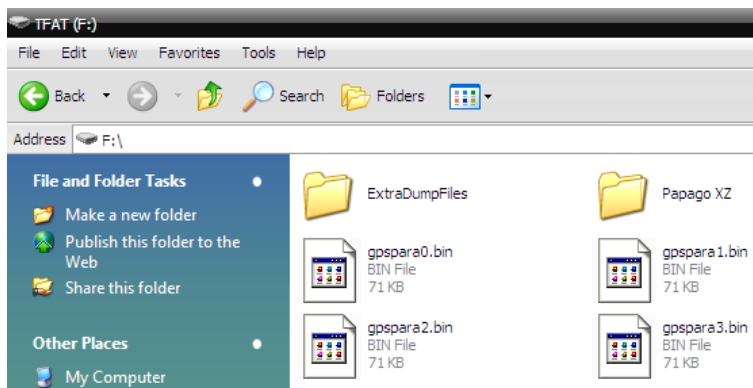 TFAT (F:)
File Edit View Favorites Tools Help
Back Search Folders
Address F:\
File and Folder Tasks
Make a new folder
Publish this folder to the
Web
Share this folder
Other Places
My Computer
ExtraDumpFiles
Papago XZ
gpspara0.bin
BIN File
71 KB
gpspara1.bin
BIN File
71 KB
gpspara2.bin
BIN File
71 KB
gpspara3.bin
BIN File
71 KB